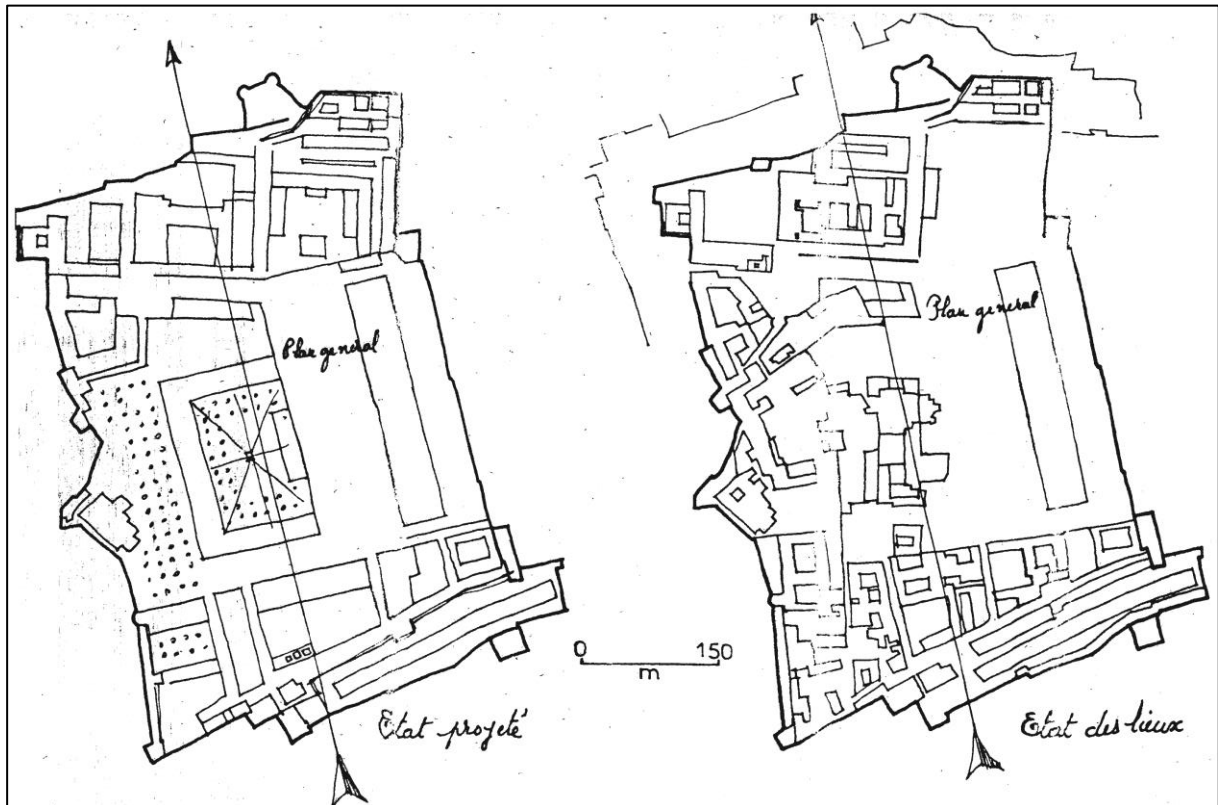 Plan general
Plan general
0 150
m
Etat projeté
Etat des lieux